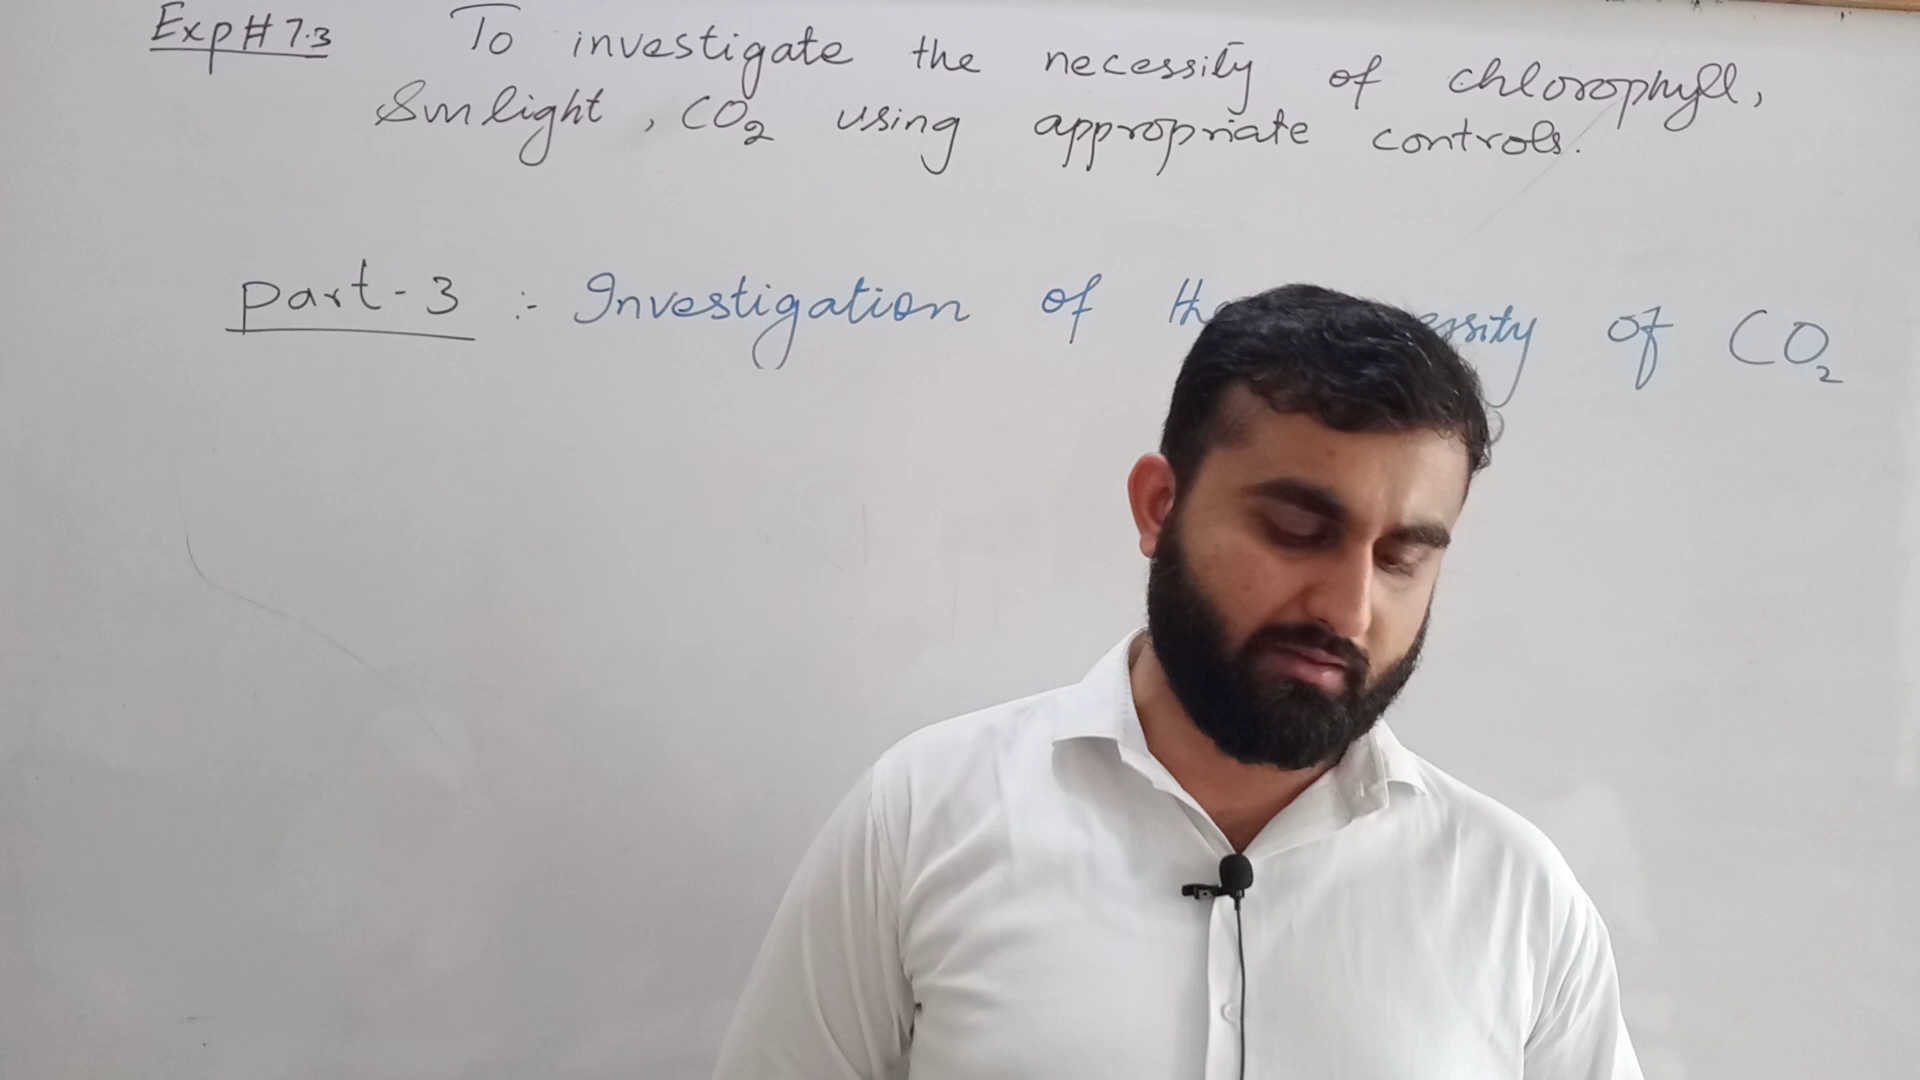 Exp# 7.3 To investigate the necessity of chlorophyll,
Sunlight, CO₂ using appropriate controls.
Part-3 :- Investigation of of CO₂